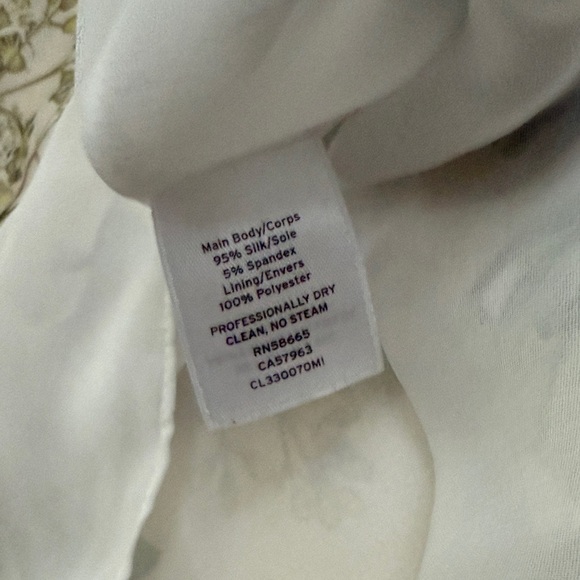 Main Body/Corps
95% Silk/Soie
5% Spandex
Lining/Envers
100% Polyester
PROFESSIONALLY DRY
CLEAN, NO STEAM
RN58665
CA57963
CL330070MI